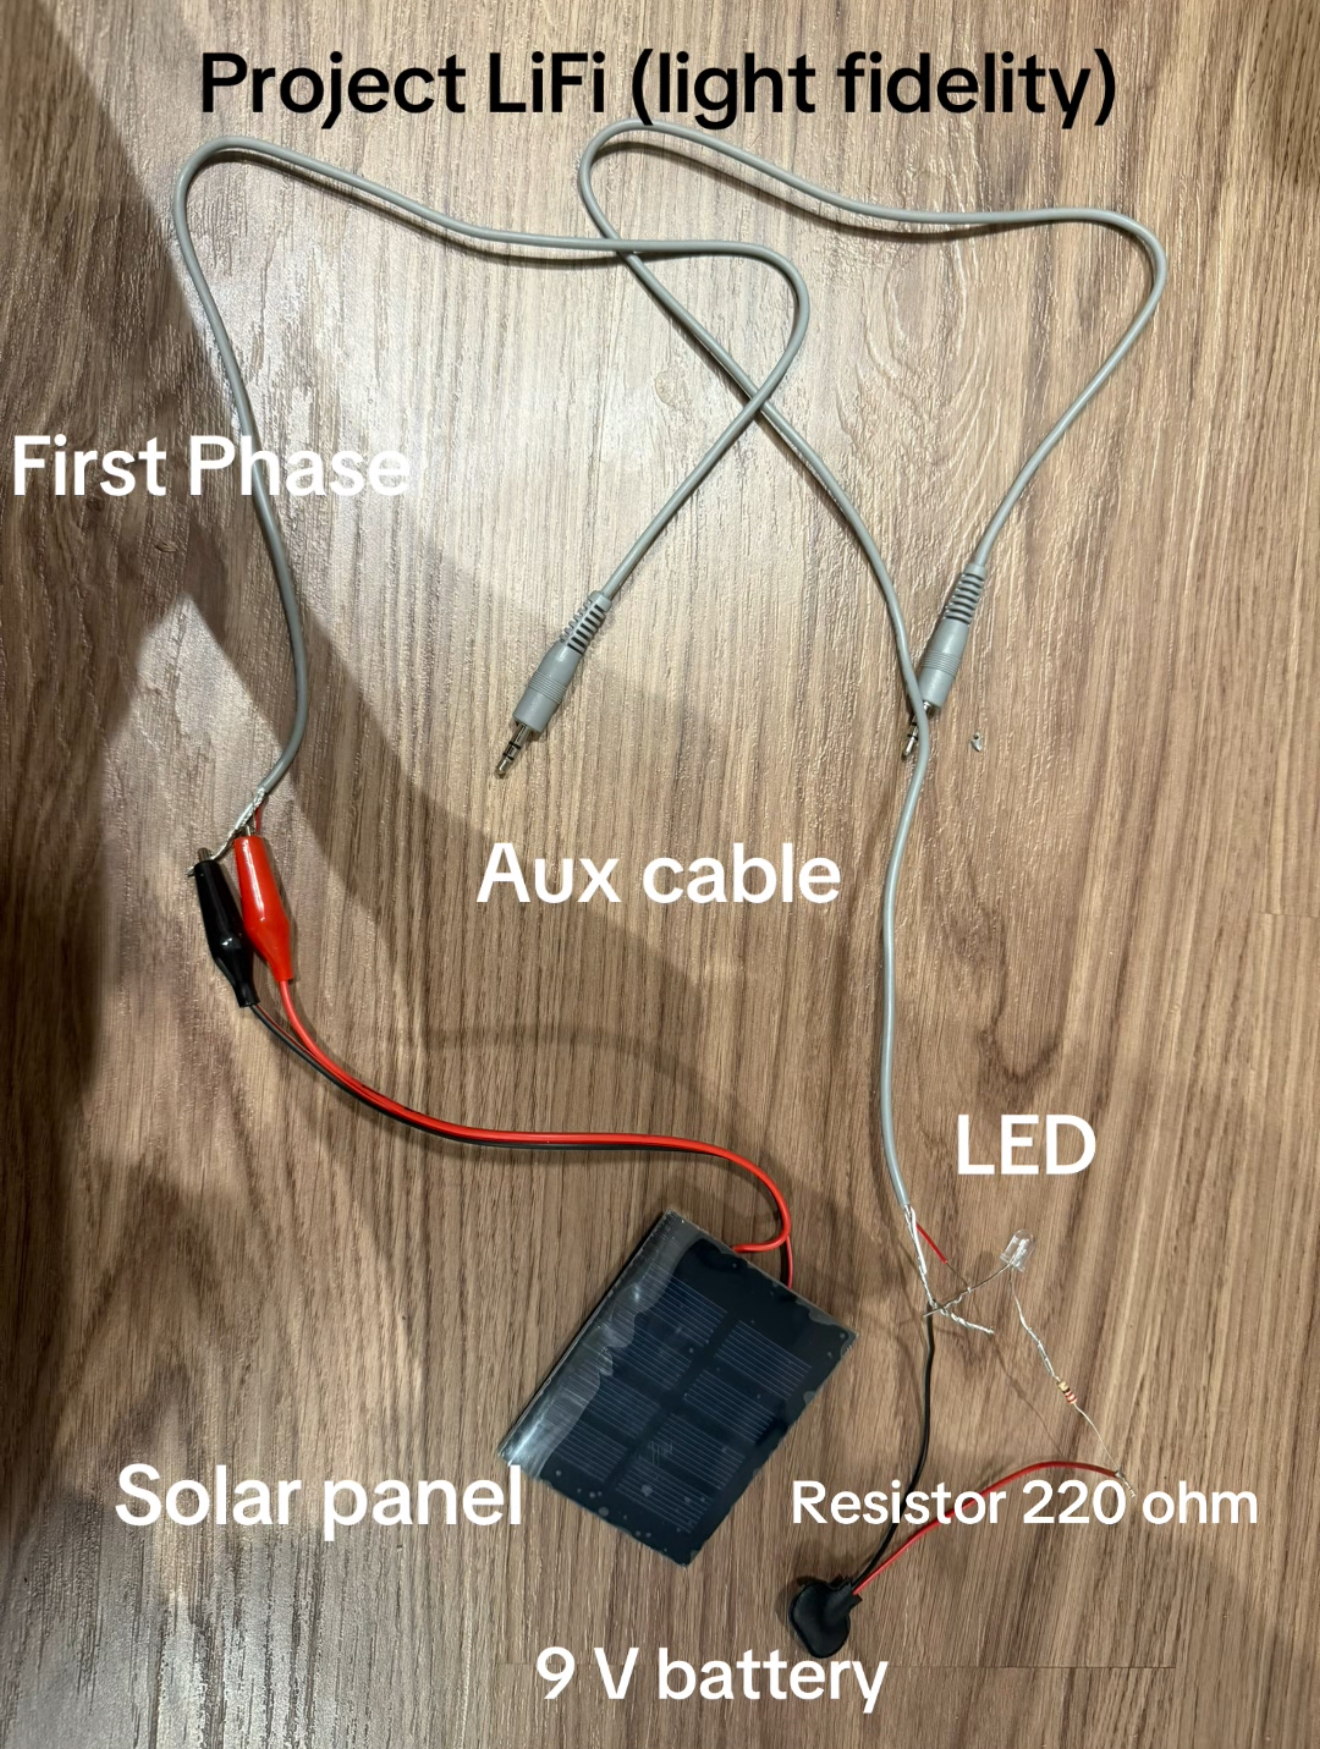 Project LiFi (light fidelity)
First Phase
Aux cable
LED
Solar panel
Resistor 220 ohm
9 V battery